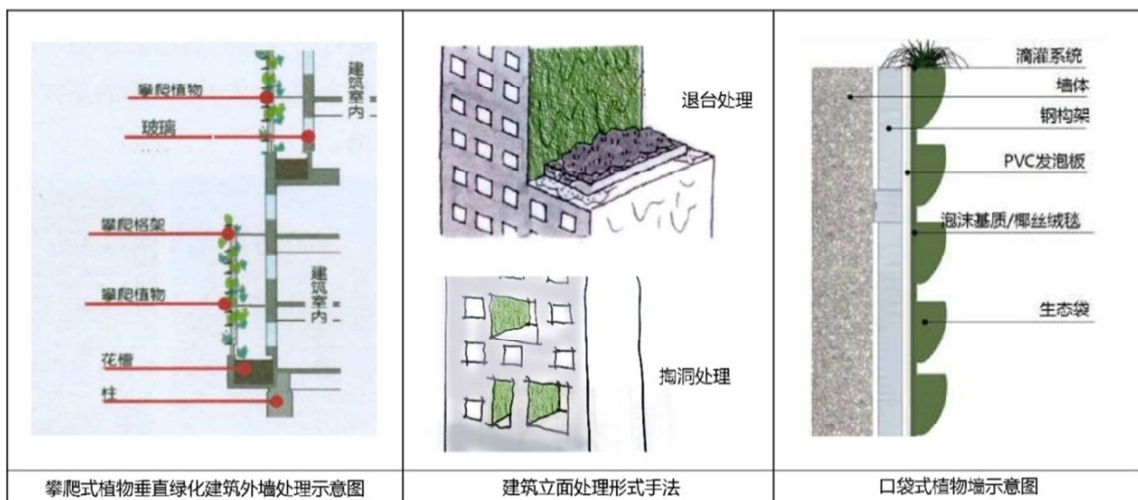 攀爬植物
玻璃
建筑室内
攀爬格架
攀爬植物
建筑室内
花槽
柱
攀爬式植物垂直绿化建筑外墙处理示意图
退台处理
掏洞处理
建筑立面处理形式手法
滴灌系统
墙体
钢构架
PVC发泡板
泡沫基质/椰丝绒毯
生态袋
口袋式植物墙示意图